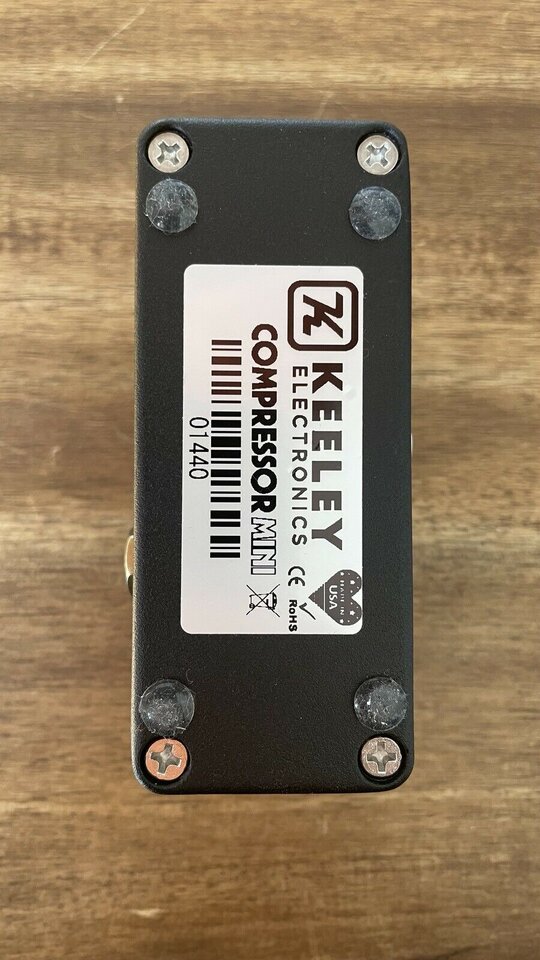 KEELEY
ELECTRONICS
COMPRESSOR MINI
01440
CE
RoHS
MADE IN
USA